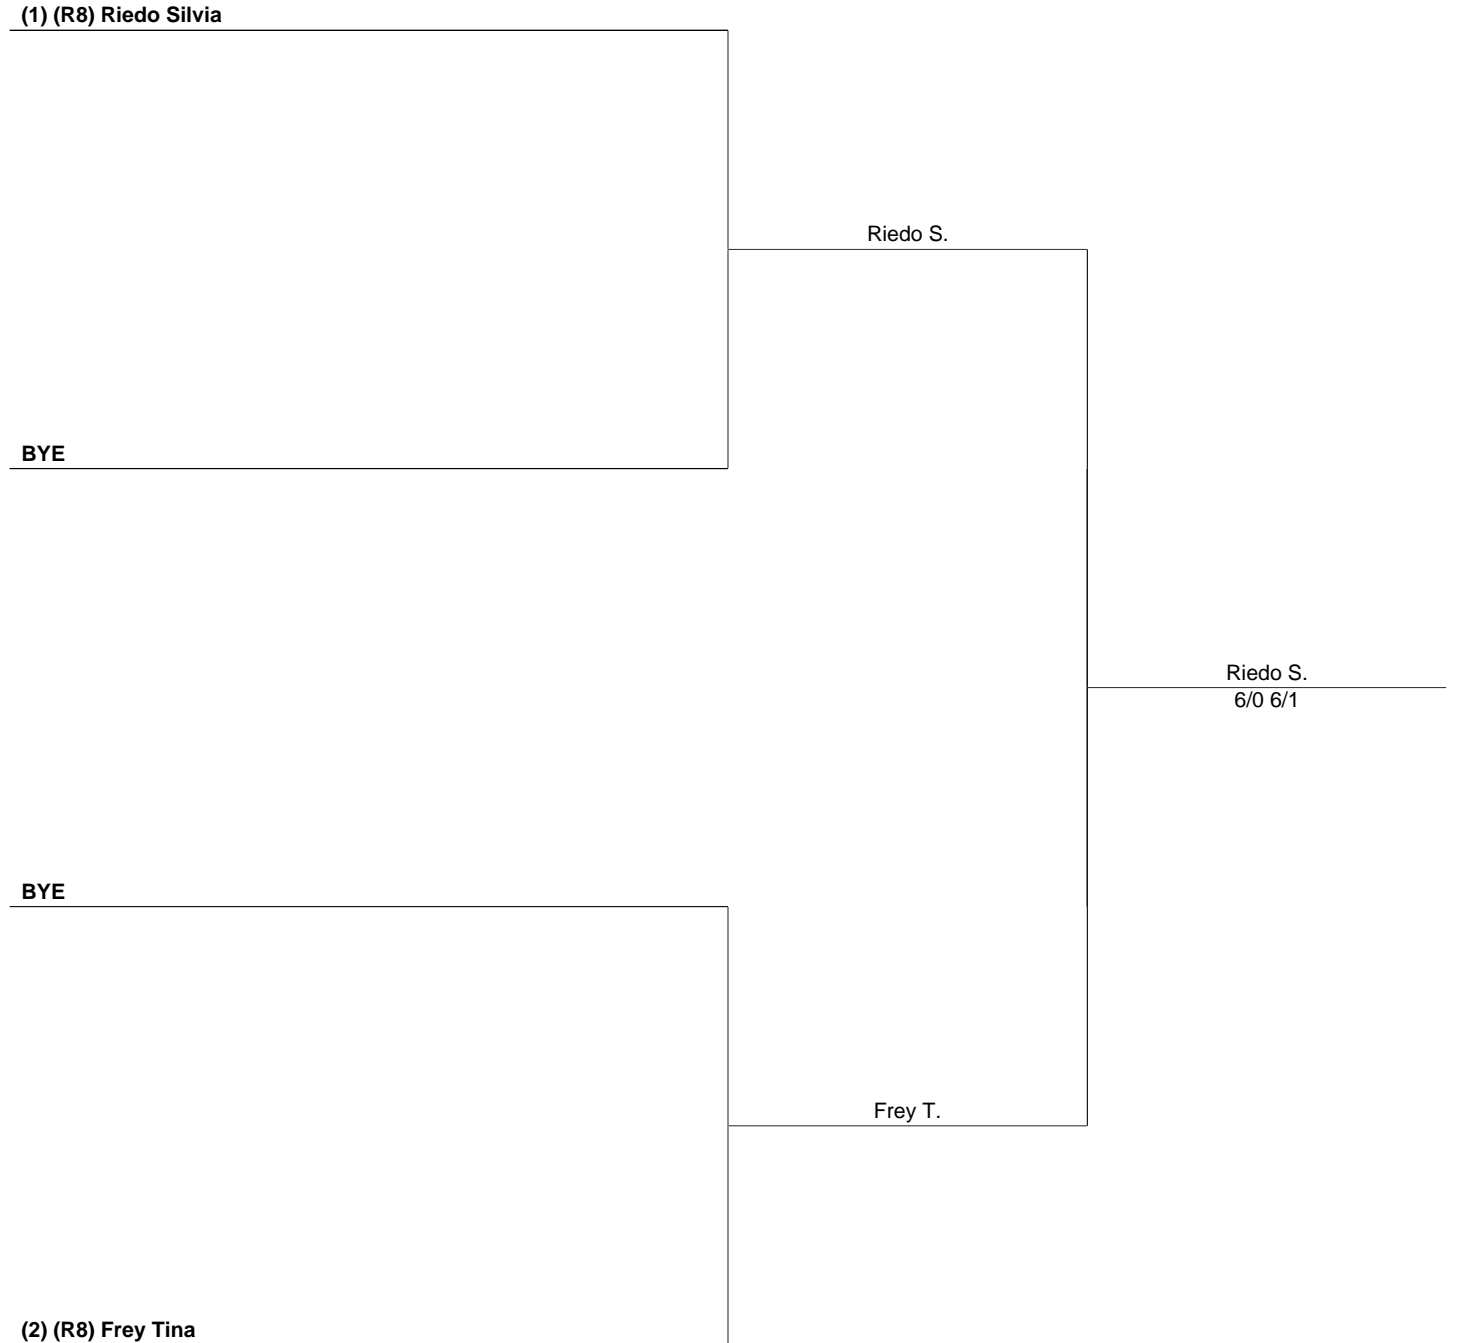 (1) (R8) Riedo Silvia
Riedo S.
BYE
Riedo S.
6/0 6/1
BYE
Frey T.
(2) (R8) Frey Tina